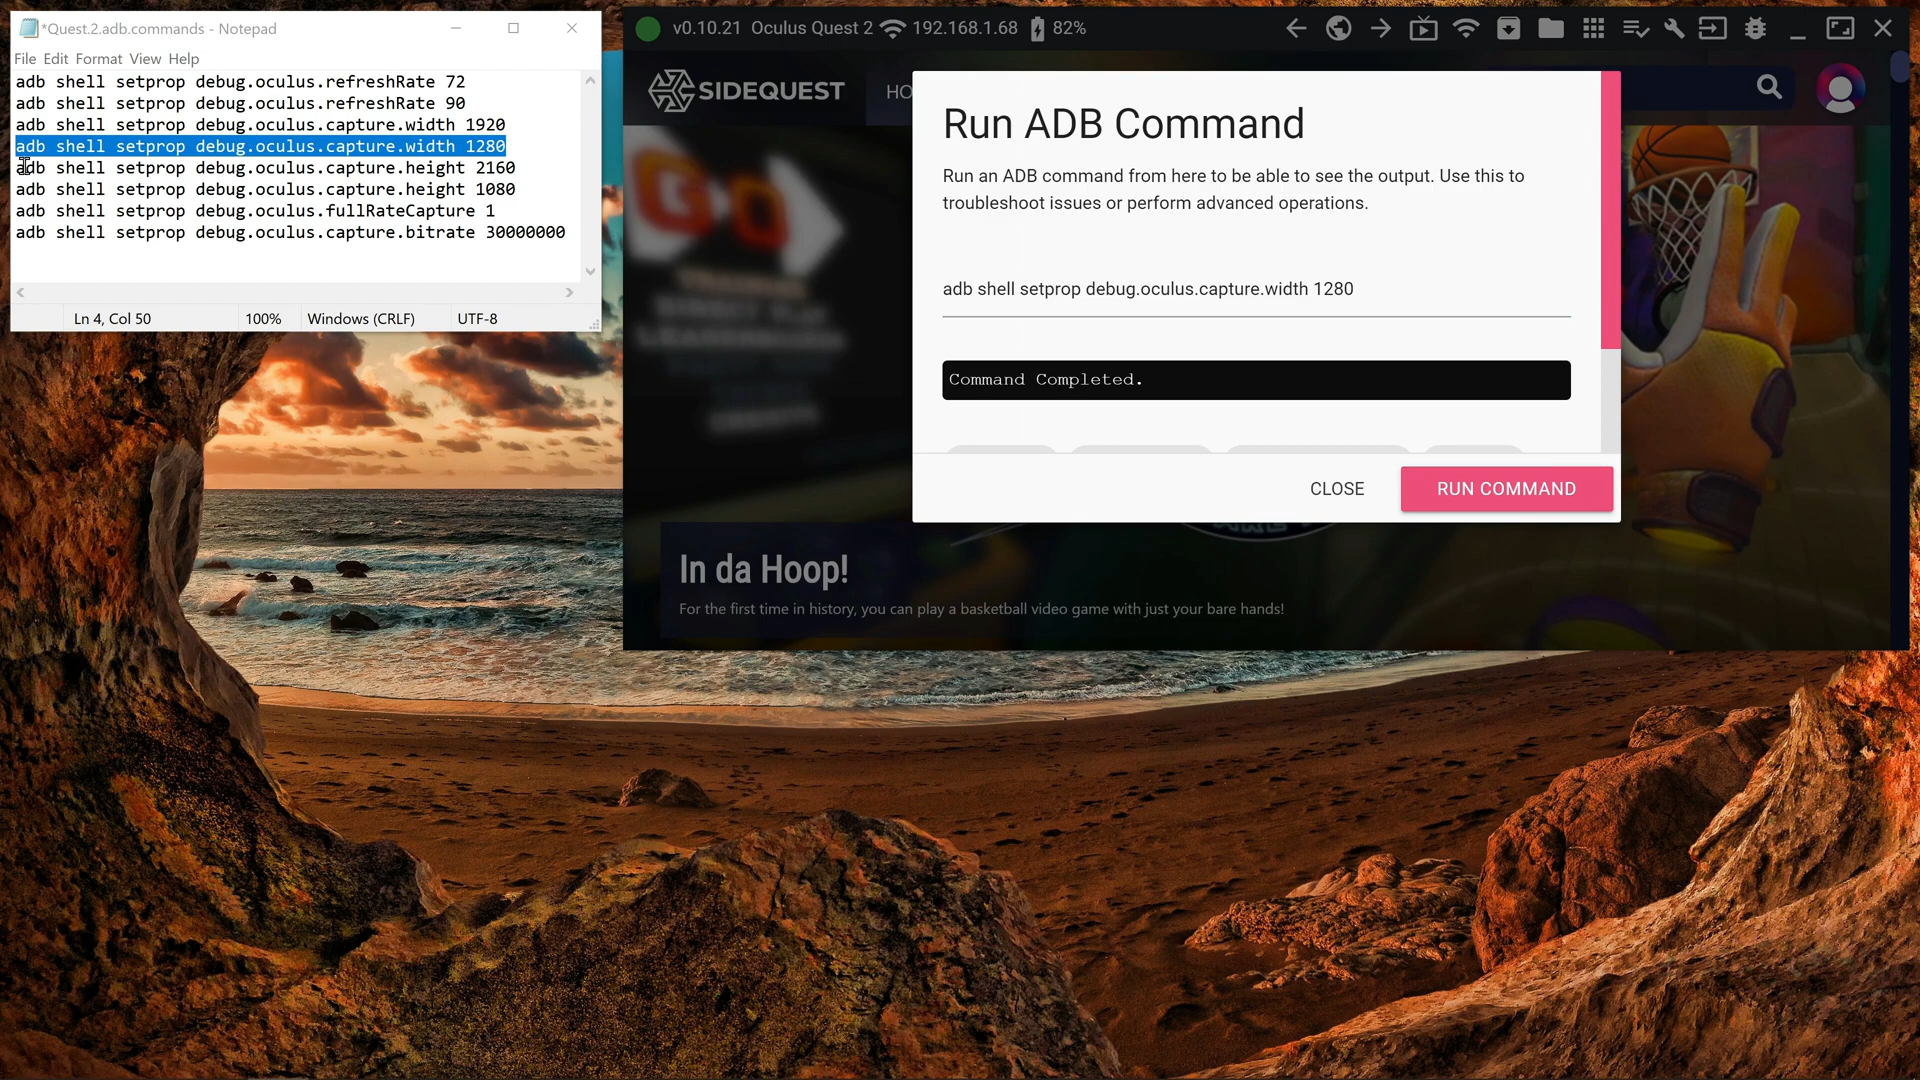 *Quest.2.adb.commands - Notepad
File Edit Format View Help
adb shell setprop debug.oculus.refreshRate 72
adb shell setprop debug.oculus.refreshRate 90
adb shell setprop debug.oculus.capture.width 1920
adb shell setprop debug.oculus.capture.width 1280
adb shell setprop debug.oculus.capture.height 2160
adb shell setprop debug.oculus.capture.height 1080
adb shell setprop debug.oculus.fullRateCapture 1
adb shell setprop debug.oculus.capture.bitrate 30000000
Ln 4, Col 50 100% Windows (CRLF) UTF-8
v0.10.21 Oculus Quest 2 192.168.1.68 82%
SIDEQUEST HO
GO
Run ADB Command
Run an ADB command from here to be able to see the output. Use this to
troubleshoot issues or perform advanced operations.
adb shell setprop debug.oculus.capture.width 1280
Command Completed.
CLOSE RUN COMMAND
In da Hoop!
For the first time in history, you can play a basketball video game with just your bare hands!